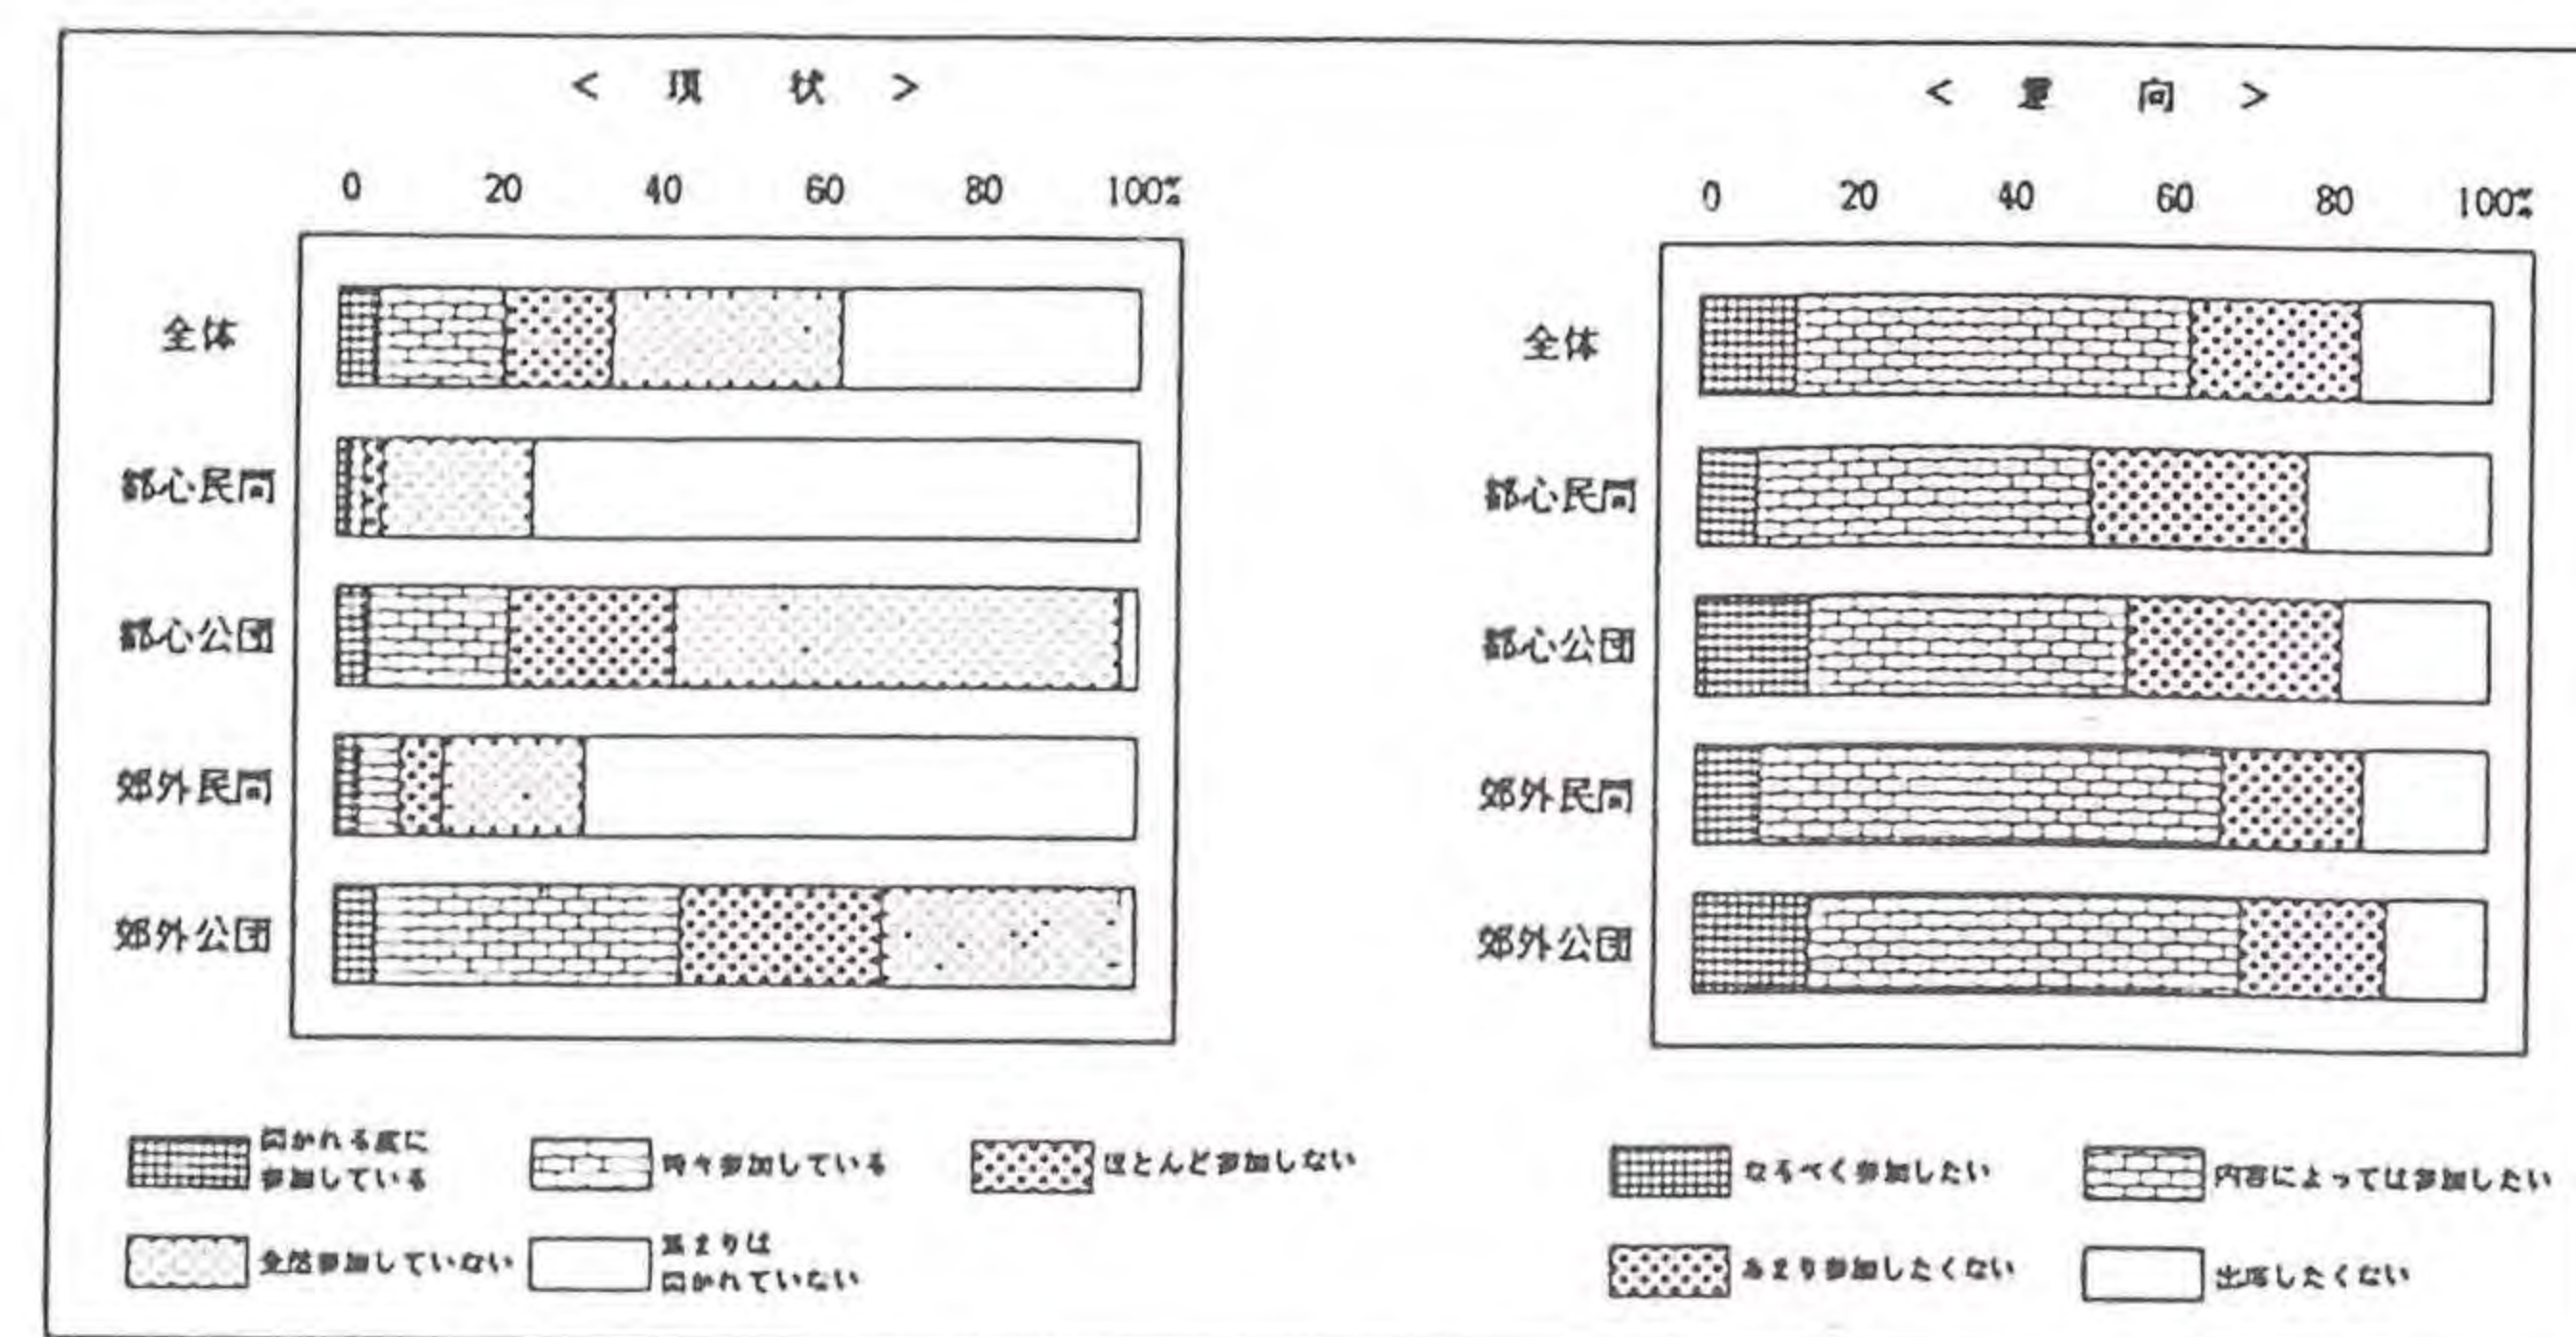 < 現 状 >
0 20 40 60 80 100%
全体
都心民間
都心公団
郊外民間
郊外公団
開かれる度に
参加している
時々参加している
ほとんど参加しない
全然参加していない
集まりは
開かれていない
< 意 向 >
0 20 40 60 80 100%
全体
都心民間
都心公団
郊外民間
郊外公団
なるべく参加したい
内容によっては参加したい
あまり参加したくない
出席したくない